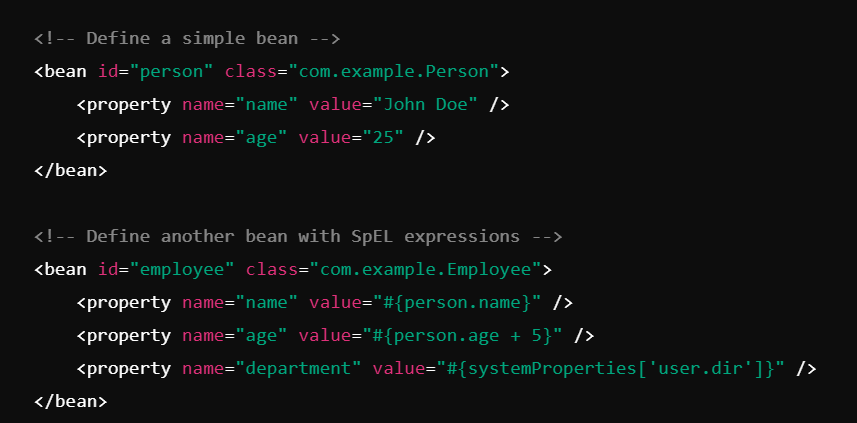 <!-- Define a simple bean -->
<bean id="person" class="com.example.Person">
    <property name="name" value="John Doe" />
    <property name="age" value="25" />
</bean>

<!-- Define another bean with SpEL expressions -->
<bean id="employee" class="com.example.Employee">
    <property name="name" value="#{person.name}" />
    <property name="age" value="#{person.age + 5}" />
    <property name="department" value="#{systemProperties['user.dir']}" />
</bean>